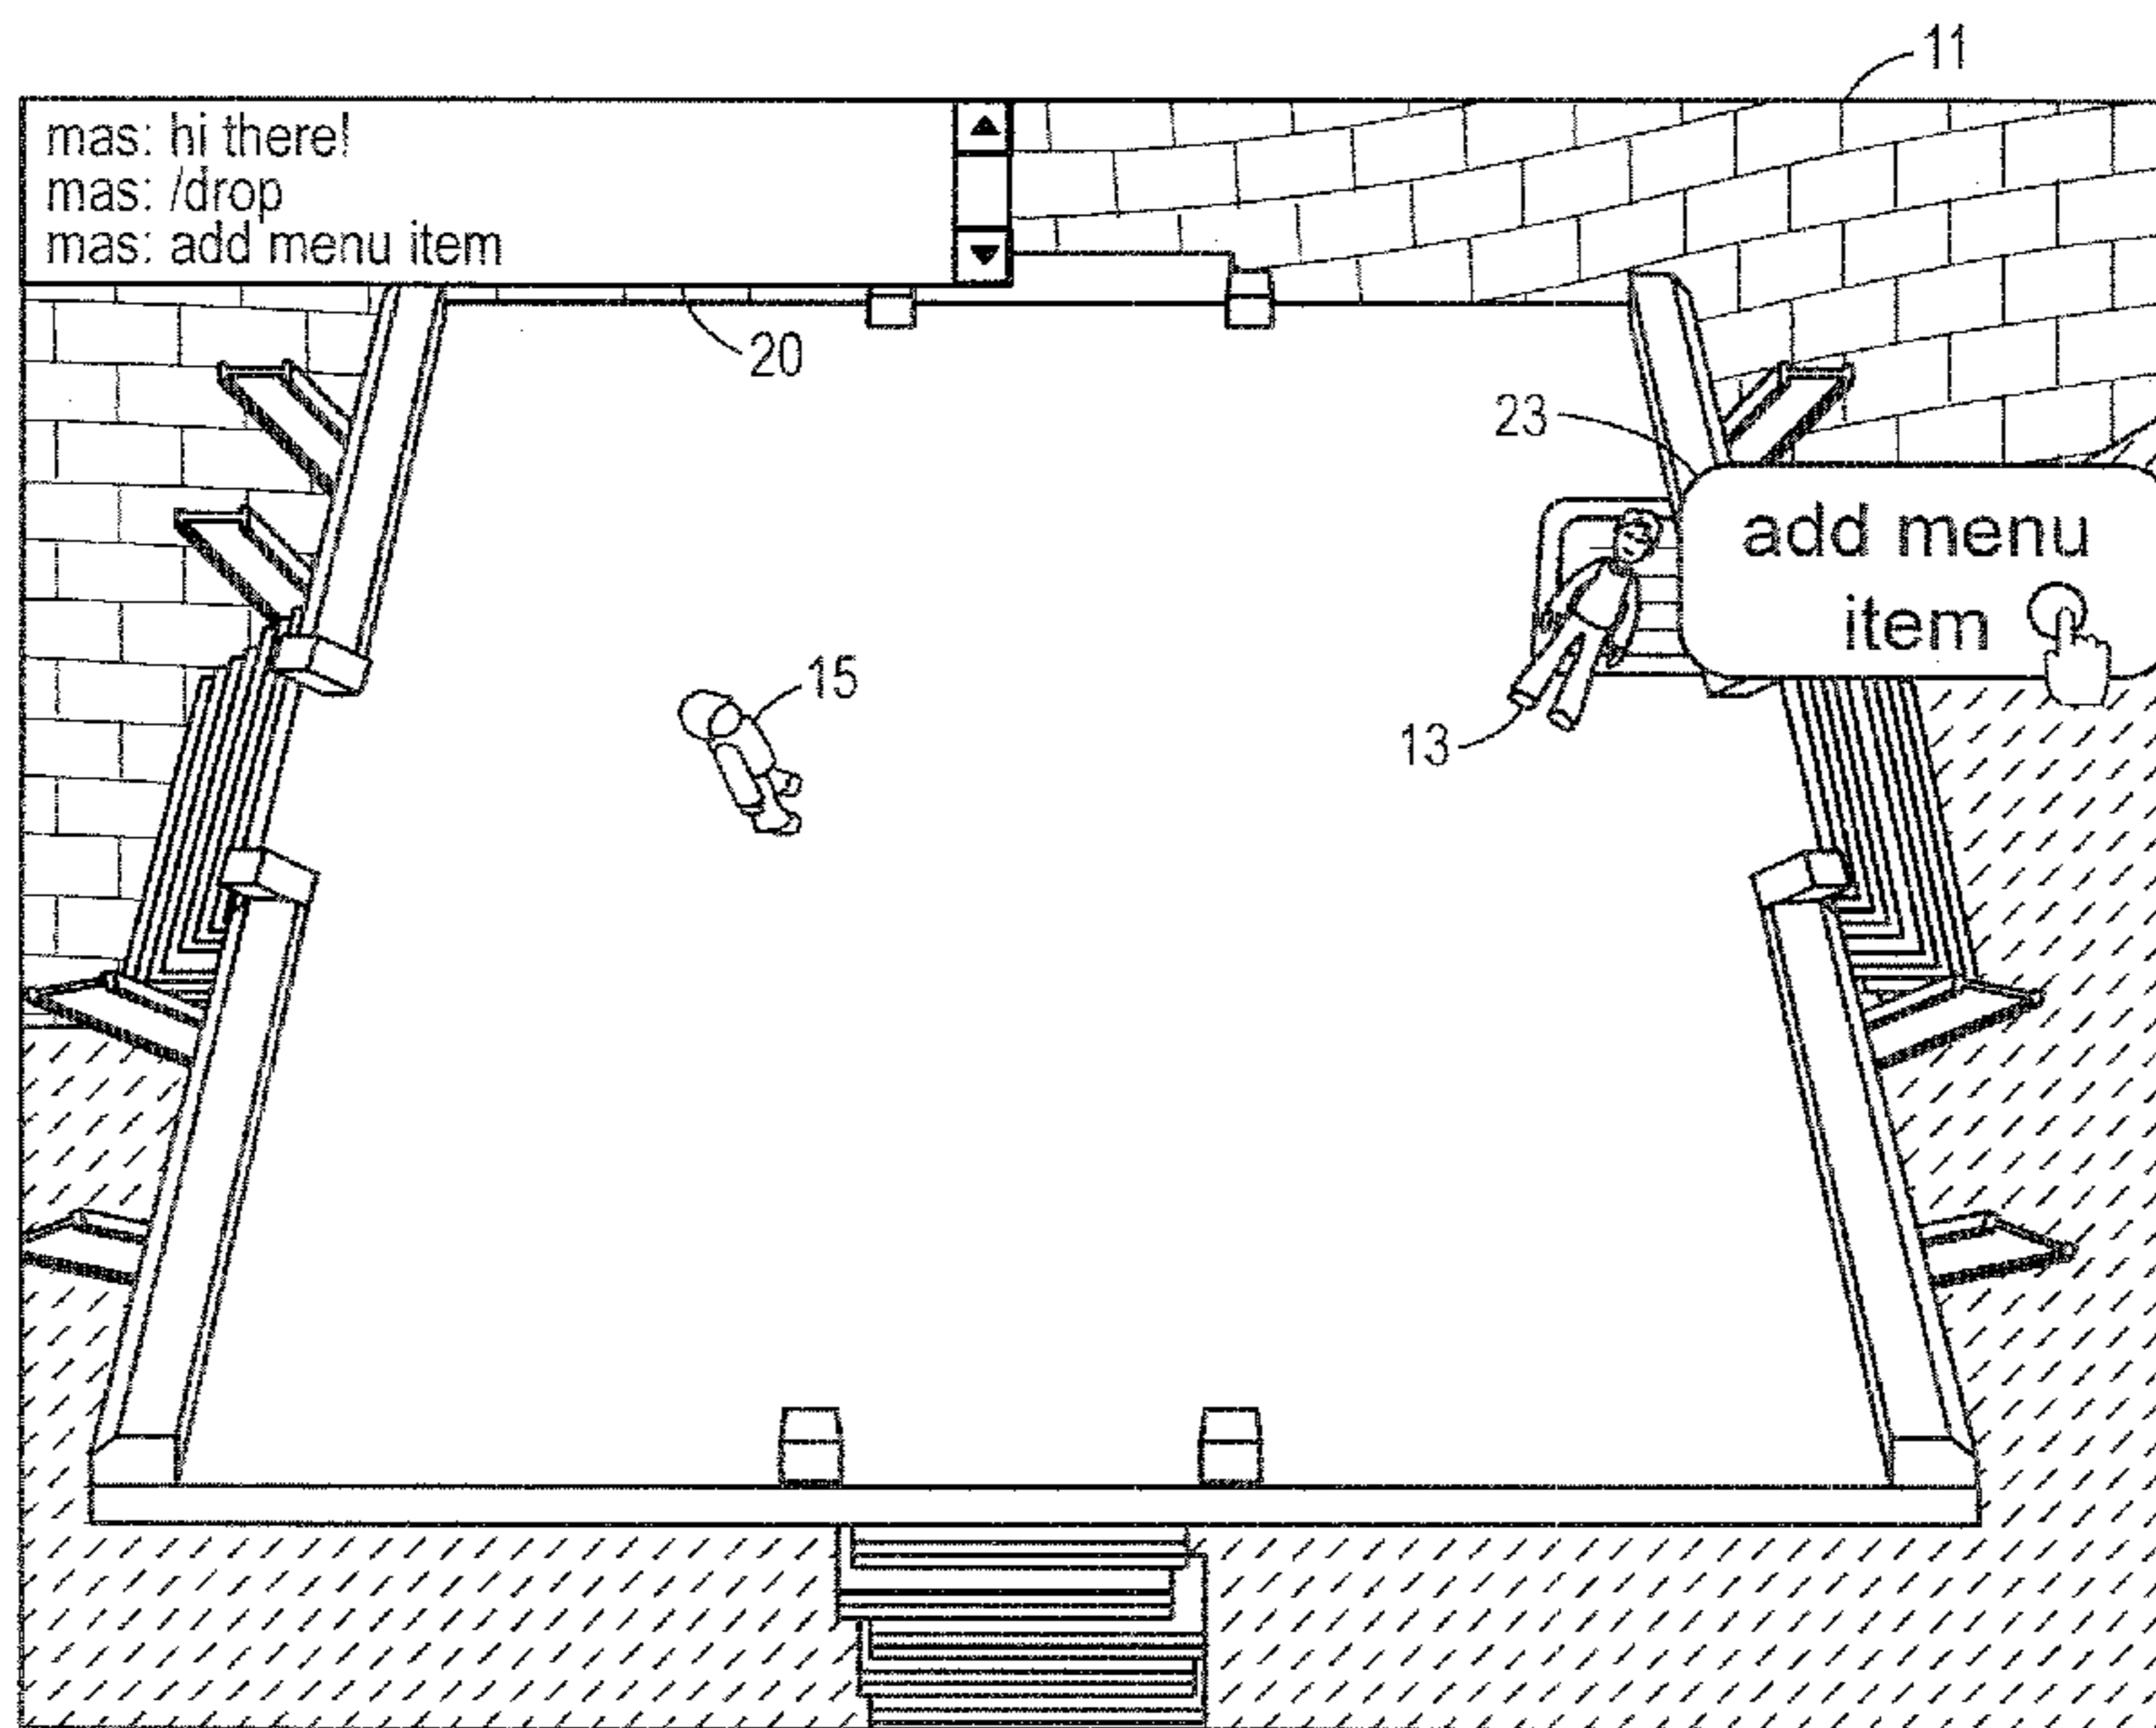 11
mas: hi there!
mas: /drop
mas: add menu item
20
23
add menu
item
15
13